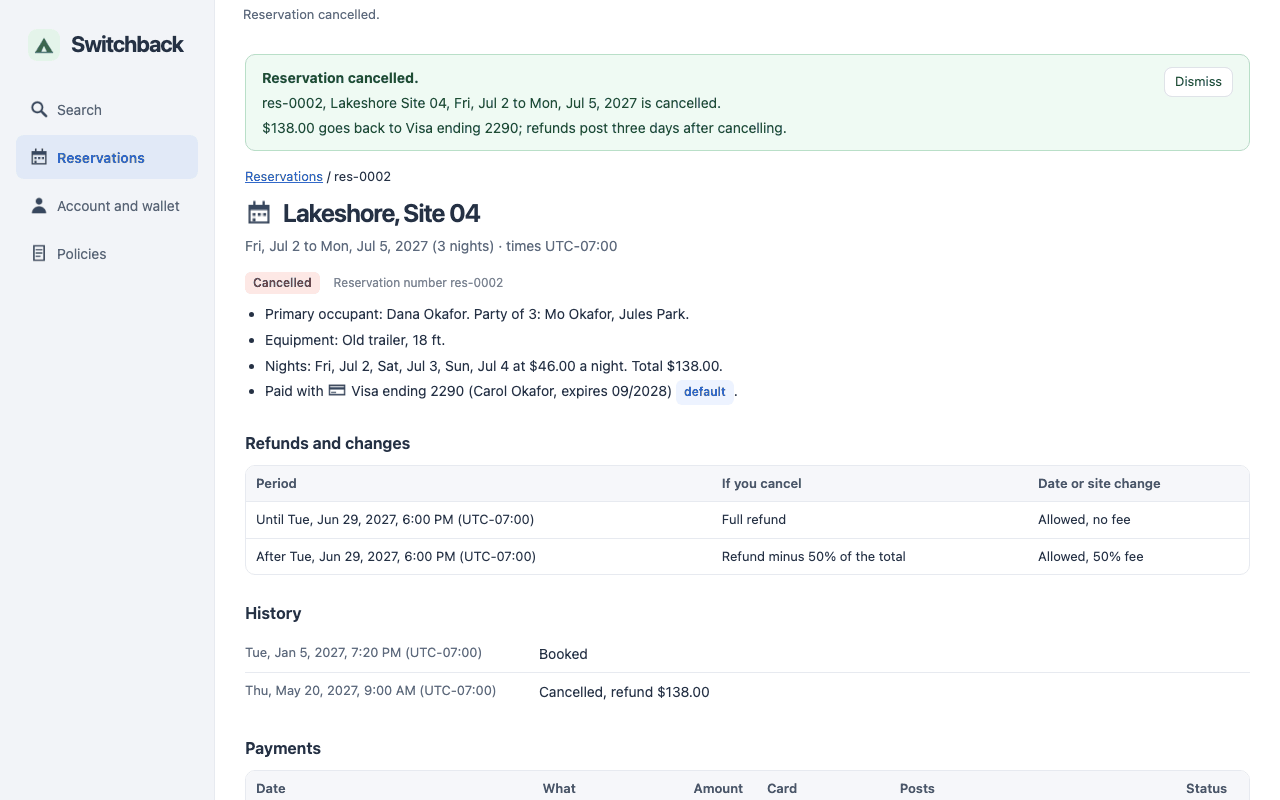 Switchback
Search
Reservations
Account and wallet
Policies
Reservation cancelled.
Reservation cancelled.
Dismiss
res-0002, Lakeshore Site 04, Fri, Jul 2 to Mon, Jul 5, 2027 is cancelled.
$138.00 goes back to Visa ending 2290; refunds post three days after cancelling.
Reservations / res-0002
Lakeshore, Site 04
Fri, Jul 2 to Mon, Jul 5, 2027 (3 nights) · times UTC-07:00
Cancelled Reservation number res-0002
• Primary occupant: Dana Okafor. Party of 3: Mo Okafor, Jules Park.
• Equipment: Old trailer, 18 ft.
• Nights: Fri, Jul 2, Sat, Jul 3, Sun, Jul 4 at $46.00 a night. Total $138.00.
• Paid with Visa ending 2290 (Carol Okafor, expires 09/2028) default.
Refunds and changes
Period If you cancel Date or site change
Until Tue, Jun 29, 2027, 6:00 PM (UTC-07:00) Full refund Allowed, no fee
After Tue, Jun 29, 2027, 6:00 PM (UTC-07:00) Refund minus 50% of the total Allowed, 50% fee
History
Tue, Jan 5, 2027, 7:20 PM (UTC-07:00) Booked
Thu, May 20, 2027, 9:00 AM (UTC-07:00) Cancelled, refund $138.00
Payments
Date What Amount Card Posts Status